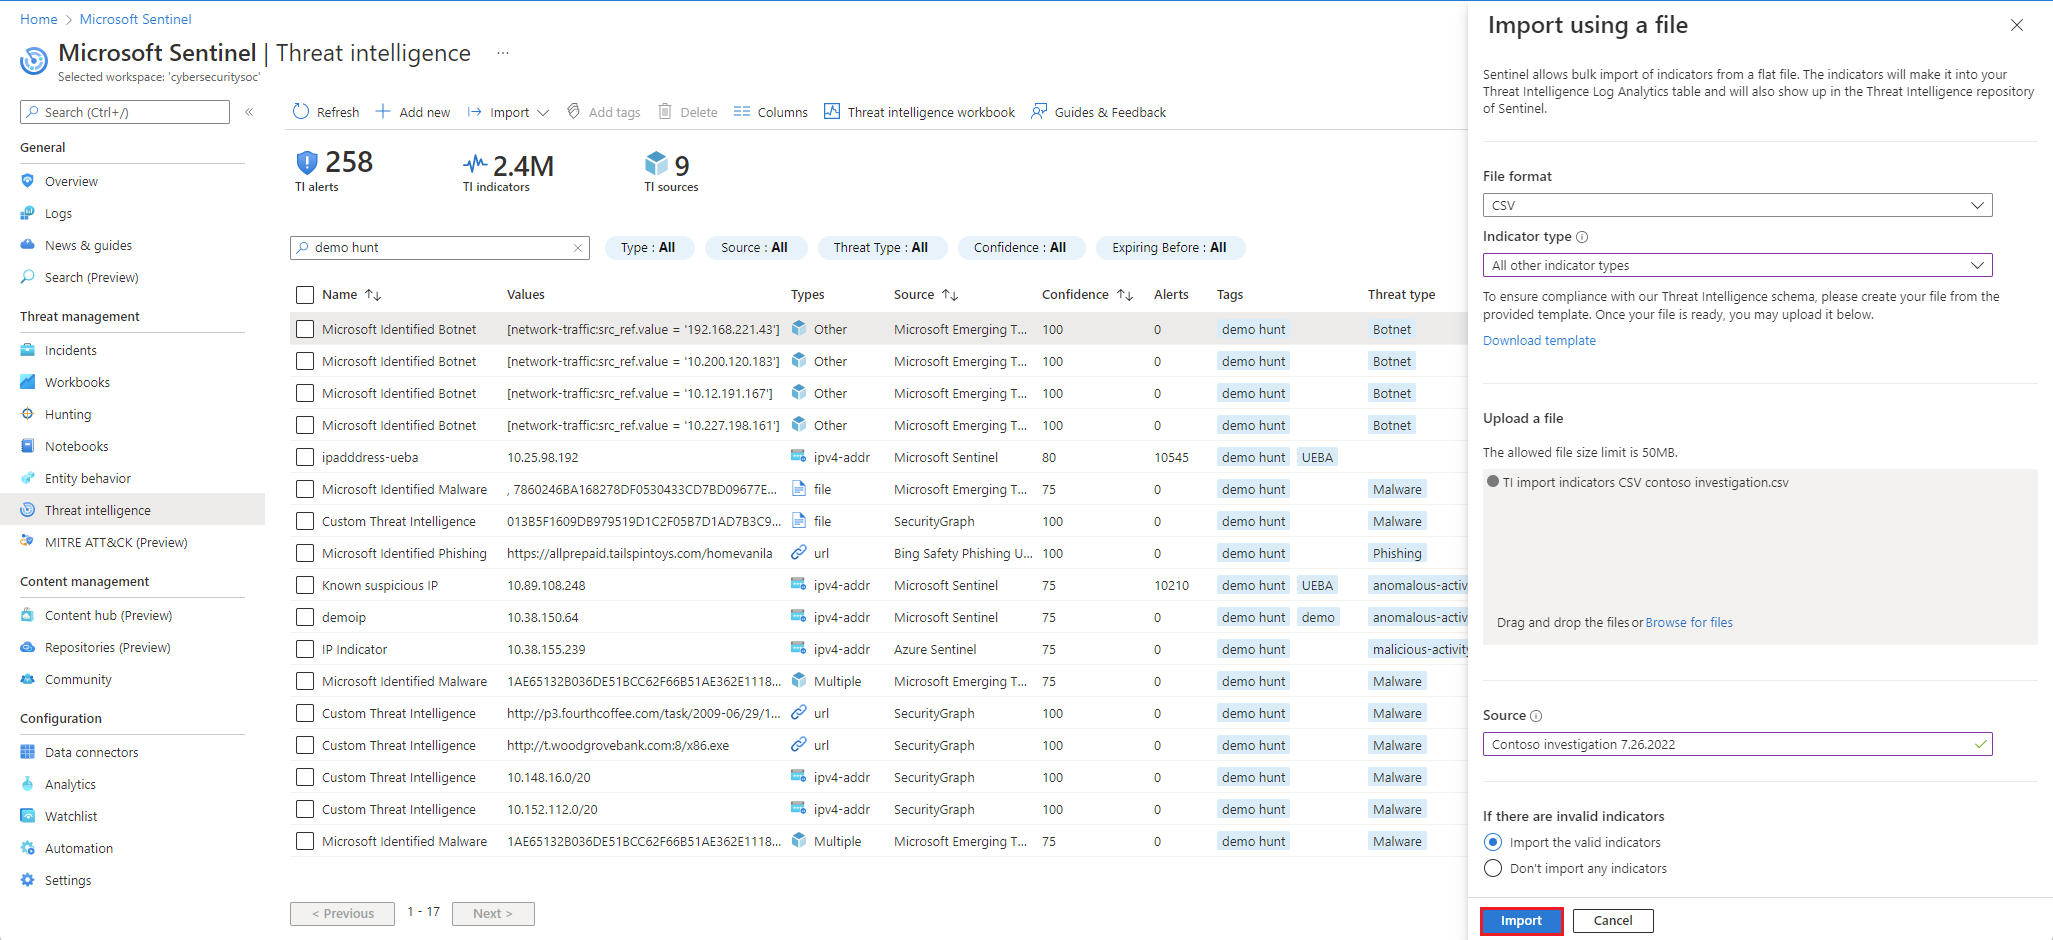 Home > Microsoft Sentinel
Microsoft Sentinel | Threat intelligence ...
Selected workspace: 'cybersecuritysoc'
Search (Ctrl+/) «
General
Overview
Logs
News & guides
Search (Preview)
Threat management
Incidents
Workbooks
Hunting
Notebooks
Entity behavior
Threat intelligence
MITRE ATT&CK (Preview)
Content management
Content hub (Preview)
Repositories (Preview)
Community
Configuration
Data connectors
Analytics
Watchlist
Automation
Settings
Refresh Add new Import Add tags Delete Columns Threat intelligence workbook Guides & Feedback
258 2.4M 9
TI alerts TI indicators TI sources
demo hunt Type : All Source : All Threat Type : All Confidence : All Expiring Before : All
Name Values Types Source Confidence Alerts Tags Threat type
Microsoft Identified Botnet [network-traffic:src_ref.value = '192.168.221.43'] Other Microsoft Emerging T... 100 0 demo hunt Botnet
Microsoft Identified Botnet [network-traffic:src_ref.value = '10.200.120.183'] Other Microsoft Emerging T... 100 0 demo hunt Botnet
Microsoft Identified Botnet [network-traffic:src_ref.value = '10.12.191.167'] Other Microsoft Emerging T... 100 0 demo hunt Botnet
Microsoft Identified Botnet [network-traffic:src_ref.value = '10.227.198.161'] Other Microsoft Emerging T... 100 0 demo hunt Botnet
ipadddress-ueba 10.25.98.192 ipv4-addr Microsoft Sentinel 80 10545 demo hunt UEBA
Microsoft Identified Malware , 7860246BA168278DF0530433CD7BD09677E... file Microsoft Emerging T... 75 0 demo hunt Malware
Custom Threat Intelligence 013B5F1609DB979519D1C2F05B7D1AD7B3C9... file SecurityGraph 100 0 demo hunt Malware
Microsoft Identified Phishing https://allprepaid.tailspintoys.com/homevanila url Bing Safety Phishing U... 100 0 demo hunt Phishing
Known suspicious IP 10.89.108.248 ipv4-addr Microsoft Sentinel 75 10210 demo hunt UEBA anomalous-activ
demoip 10.38.150.64 ipv4-addr Microsoft Sentinel 75 0 demo hunt demo anomalous-activ
IP Indicator 10.38.155.239 ipv4-addr Azure Sentinel 75 0 demo hunt malicious-activity
Microsoft Identified Malware 1AE65132B036DE51BCC62F66B51AE362E1118... Multiple Microsoft Emerging T... 75 0 demo hunt Malware
Custom Threat Intelligence http://p3.fourthcoffee.com/task/2009-06/29/1... url SecurityGraph 100 0 demo hunt Malware
Custom Threat Intelligence http://t.woodgrovebank.com:8/x86.exe url SecurityGraph 100 0 demo hunt Malware
Custom Threat Intelligence 10.148.16.0/20 ipv4-addr SecurityGraph 100 0 demo hunt Malware
Custom Threat Intelligence 10.152.112.0/20 ipv4-addr SecurityGraph 100 0 demo hunt Malware
Microsoft Identified Malware 1AE65132B036DE51BCC62F66B51AE362E1118... Multiple Microsoft Emerging T... 75 0 demo hunt Malware
< Previous 1 - 17 Next >
Import using a file
Sentinel allows bulk import of indicators from a flat file. The indicators will make it into your
Threat Intelligence Log Analytics table and will also show up in the Threat Intelligence repository
of Sentinel.
File format
CSV
Indicator type
All other indicator types
To ensure compliance with our Threat Intelligence schema, please create your file from the
provided template. Once your file is ready, you may upload it below.
Download template
Upload a file
The allowed file size limit is 50MB.
TI import indicators CSV contoso investigation.csv
Drag and drop the files or Browse for files
Source
Contoso investigation 7.26.2022
If there are invalid indicators
Import the valid indicators
Don't import any indicators
Import Cancel